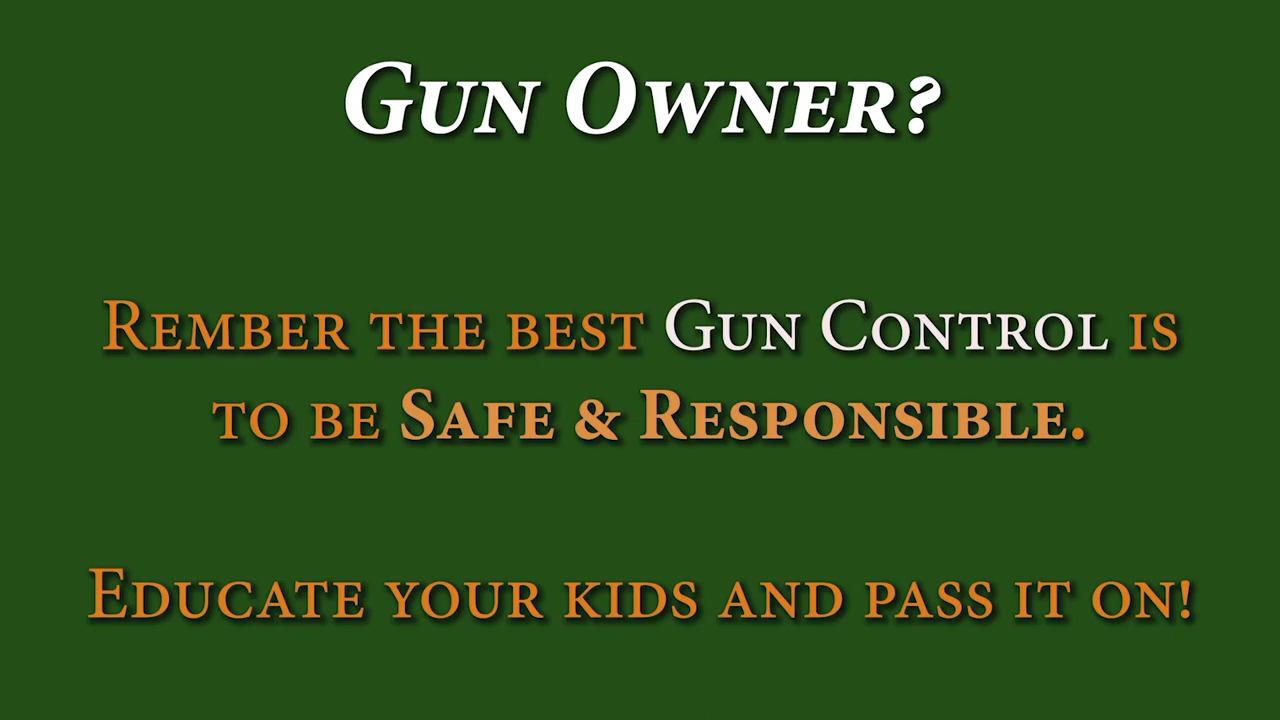 Gun Owner?
Rember the best Gun Control is
to be Safe & Responsible.
Educate your kids and pass it on!